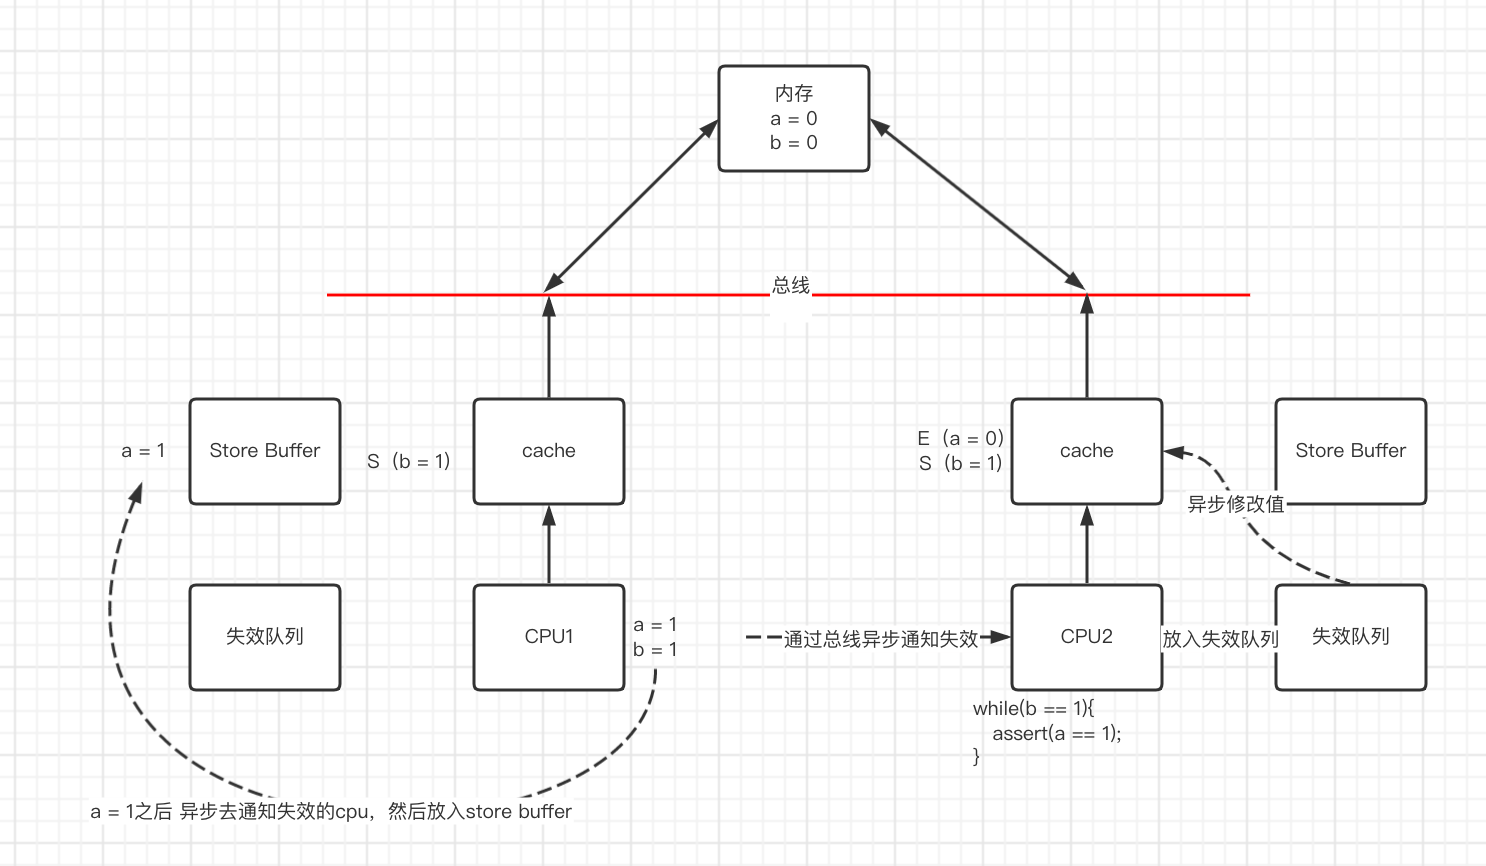 内存
a = 0
b = 0
总线
a = 1
Store Buffer
S（b = 1）
cache
E（a = 0）
S（b = 1）
cache
Store Buffer
异步修改值
失效队列
CPU1
a = 1
b = 1
通过总线异步通知失效
CPU2
放入失效队列
失效队列
while(b == 1){
assert(a == 1);
}
a = 1之后 异步去通知失效的cpu，然后放入store buffer